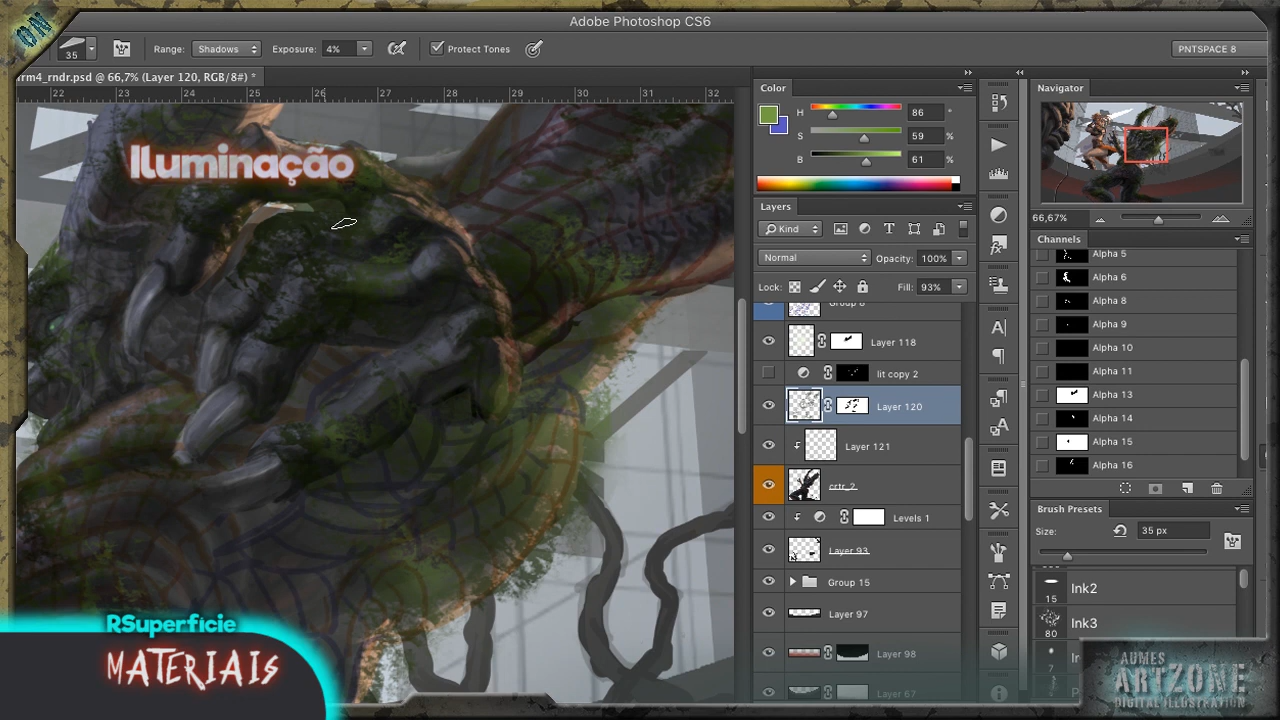 ON
Adobe Photoshop CS6
35
Range:
Shadows
Exposure:
4%
Protect Tones
PNTSPACE 8
rm4_rndr.psd @ 66,7% (Layer 120, RGB/8#) *
22 23 24 25 26 27 28 29 30 31 32
Iluminação
Color
H 86 °
S 59 %
B 61 %
Layers
Kind
Normal
Opacity: 100%
Lock:
Fill: 93%
Group 6
Layer 118
lit copy 2
Layer 120
Layer 121
crtr_2
Levels 1
Layer 93
Group 15
Layer 97
Layer 98
Layer 67
Navigator
66,67%
Channels
Alpha 5
Alpha 6
Alpha 8
Alpha 9
Alpha 10
Alpha 11
Alpha 13
Alpha 14
Alpha 15
Alpha 16
Brush Presets
Size:
35 px
Ink2
15
Ink3
80
7
RSuperficie
MATERIAIS
AUMES
ARTZONE
DIGITAL ILLUSTRATION